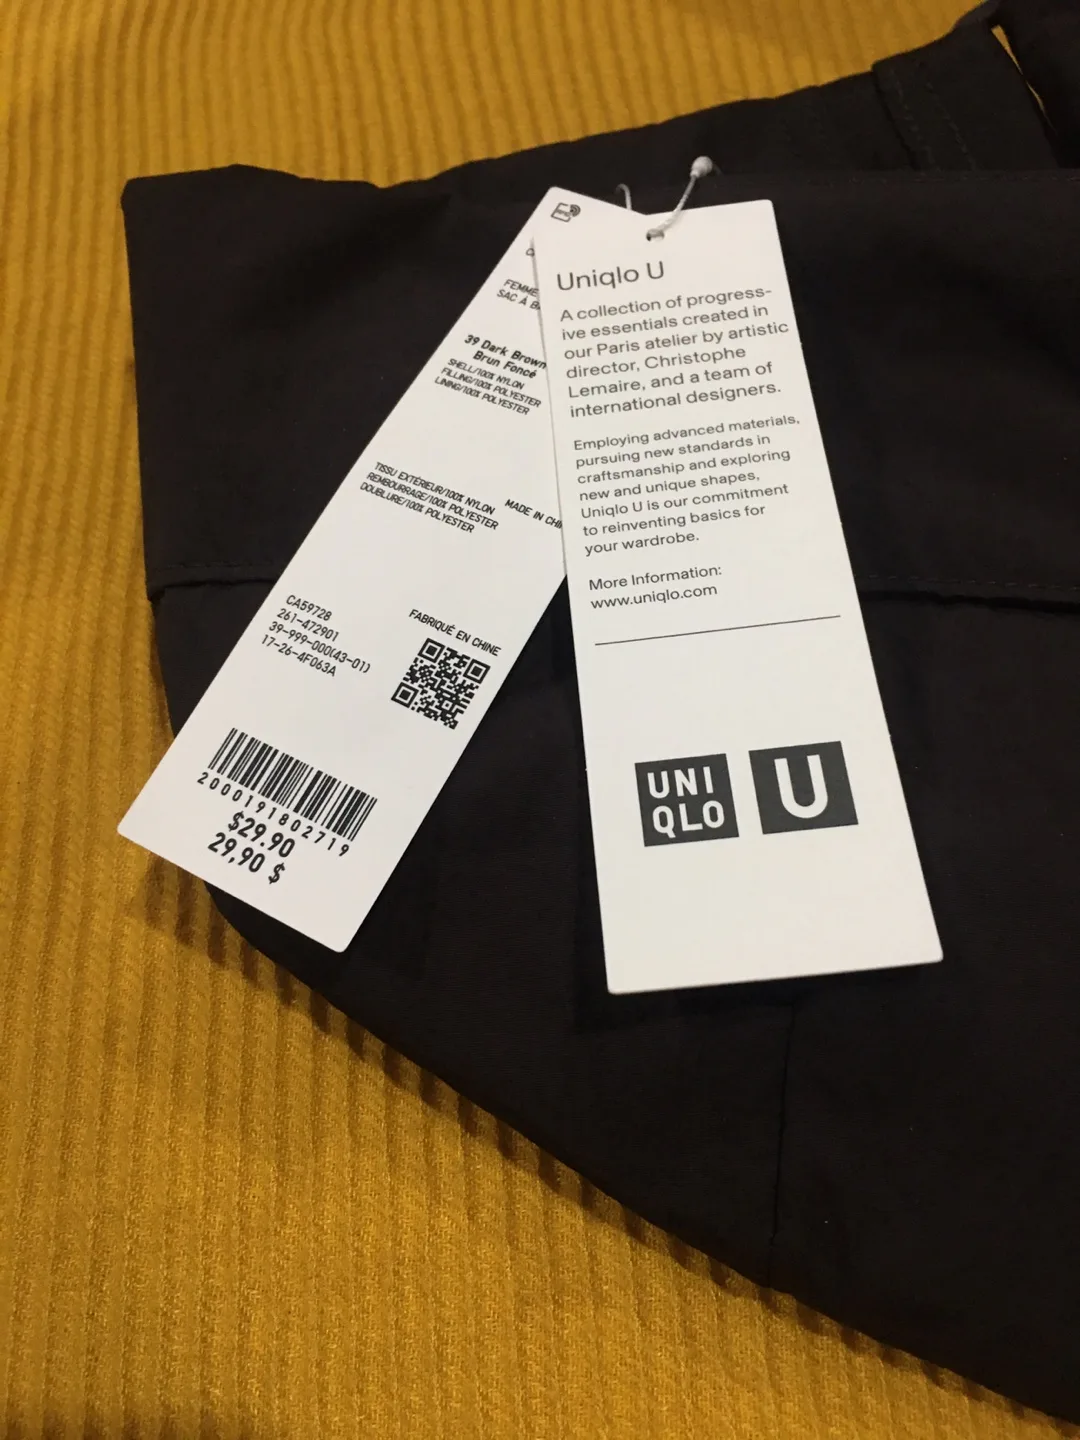 FEMME
SAC À
39 Dark Brown
Brun Foncé
SHELL/100% NYLON
FILLING/100% POLYESTER
LINING/100% POLYESTER
TISSU EXTÉRIEUR/100% NYLON
REMBOURRAGE/100% POLYESTER
DOUBLURE/100% POLYESTER
MADE IN CHI
CA59728
261-472901
39-999-000(43-01)
17-26-4F063A
FABRIQUÉ EN CHINE
2000191802719
$29.90
29,90 $
Uniqlo U
A collection of progress-
ive essentials created in
our Paris atelier by artistic
director, Christophe
Lemaire, and a team of
international designers.
Employing advanced materials,
pursuing new standards in
craftsmanship and exploring
new and unique shapes,
Uniqlo U is our commitment
to reinventing basics for
your wardrobe.
More Information:
www.uniqlo.com
UNI
QLO
U